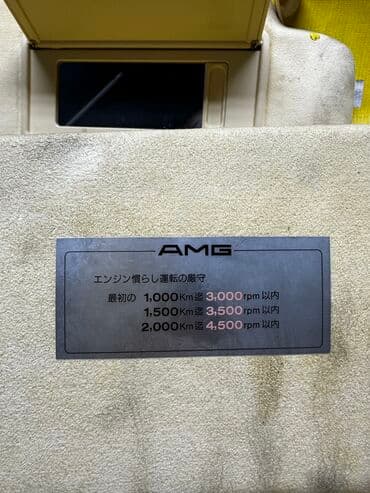 AMG
エンジン慣らし運転の厳守
最初の 1,000Km迄 3,000rpm以内
1,500Km迄 3,500rpm以内
2,000Km迄 4,500rpm以内